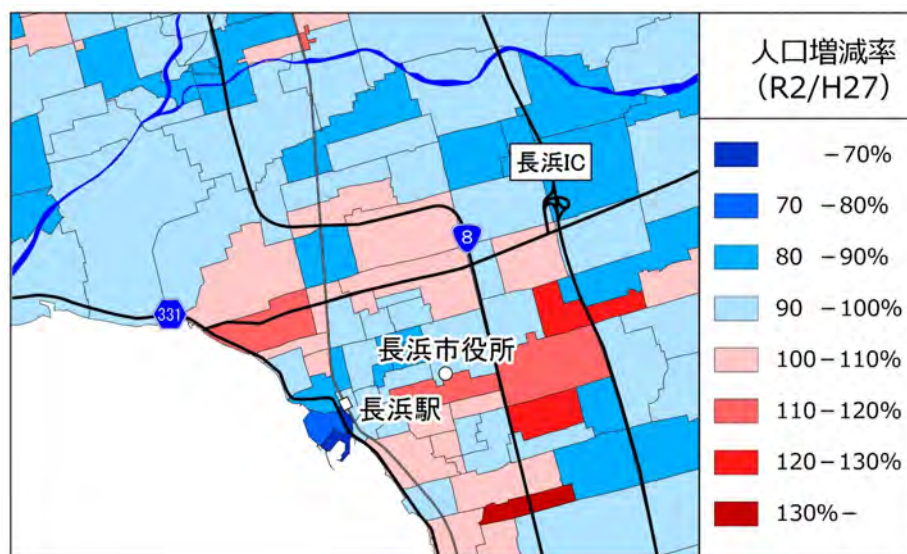 人口増減率
（R2/H27）
－70%
70 －80%
80 －90%
90 －100%
100－110%
110－120%
120－130%
130%－
長浜IC
8
331
長浜市役所
長浜駅